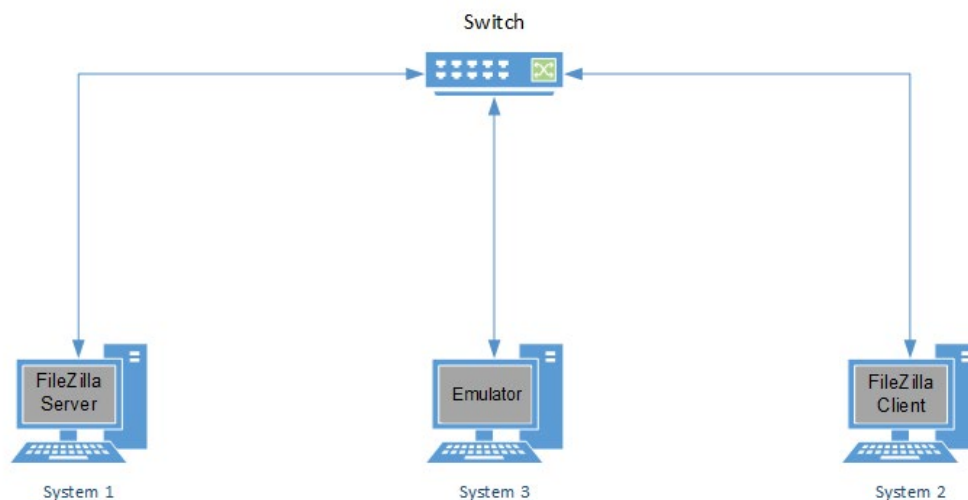 Switch
FileZilla
Server
Emulator
FileZilla
Client
System 1
System 3
System 2